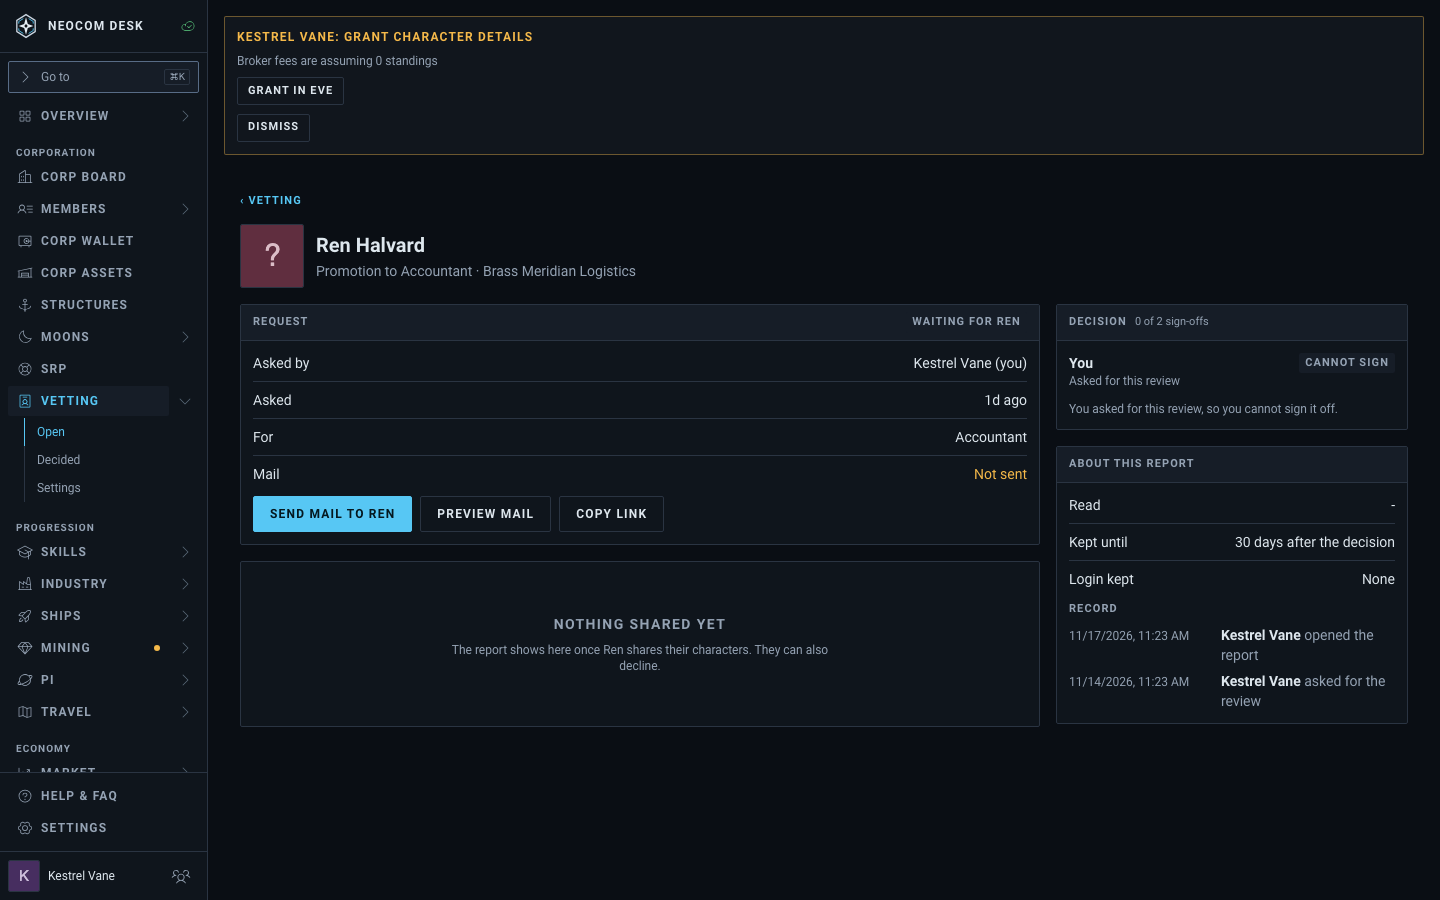 NEOCOM DESK
Go to
⌘K
OVERVIEW
CORPORATION
CORP BOARD
MEMBERS
CORP WALLET
CORP ASSETS
STRUCTURES
MOONS
SRP
VETTING
Open
Decided
Settings
PROGRESSION
SKILLS
INDUSTRY
SHIPS
MINING
PI
TRAVEL
ECONOMY
MARKET
HELP & FAQ
SETTINGS
K
Kestrel Vane
KESTREL VANE: GRANT CHARACTER DETAILS
Broker fees are assuming 0 standings
GRANT IN EVE
DISMISS
‹ VETTING
?
Ren Halvard
Promotion to Accountant · Brass Meridian Logistics
REQUEST
WAITING FOR REN
Asked by
Kestrel Vane (you)
Asked
1d ago
For
Accountant
Mail
Not sent
SEND MAIL TO REN
PREVIEW MAIL
COPY LINK
NOTHING SHARED YET
The report shows here once Ren shares their characters. They can also
decline.
DECISION 0 of 2 sign-offs
You
CANNOT SIGN
Asked for this review
You asked for this review, so you cannot sign it off.
ABOUT THIS REPORT
Read
-
Kept until
30 days after the decision
Login kept
None
RECORD
11/17/2026, 11:23 AM
Kestrel Vane opened the
report
11/14/2026, 11:23 AM
Kestrel Vane asked for the
review